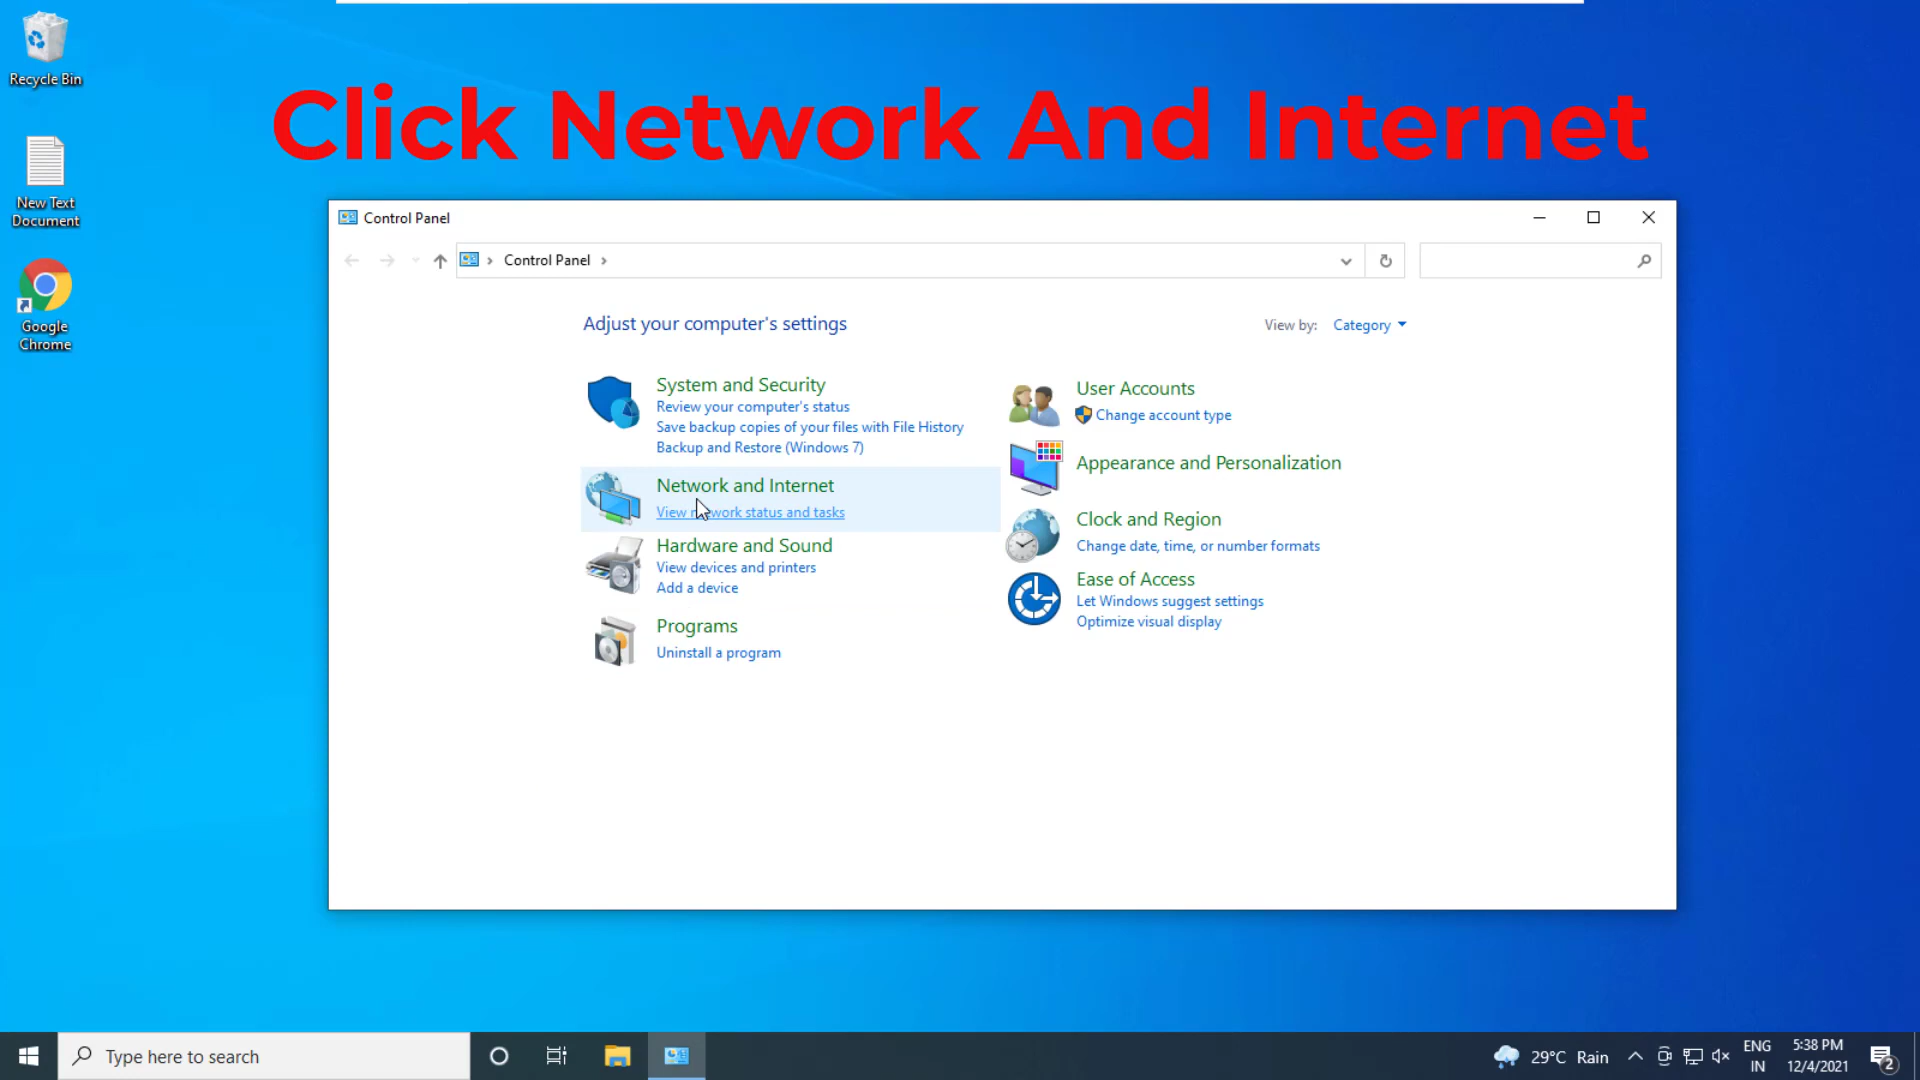 Recycle Bin
New Text
Document
Google
Chrome
Click Network And Internet
Control Panel
Control Panel
Adjust your computer's settings
View by: Category
System and Security
Review your computer's status
Save backup copies of your files with File History
Backup and Restore (Windows 7)
Network and Internet
View network status and tasks
Hardware and Sound
View devices and printers
Add a device
Programs
Uninstall a program
User Accounts
Change account type
Appearance and Personalization
Clock and Region
Change date, time, or number formats
Ease of Access
Let Windows suggest settings
Optimize visual display
Type here to search
29°C Rain
ENG
IN
5:38 PM
12/4/2021
2